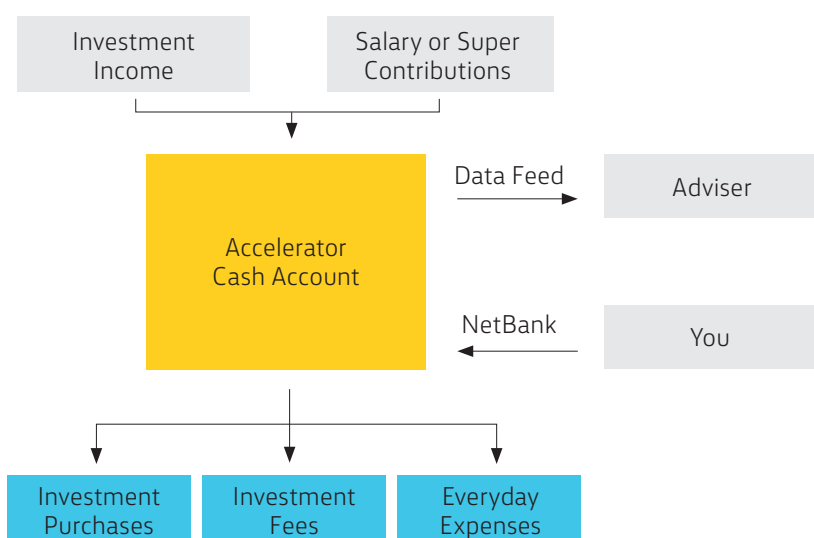 Investment
Income
Salary or Super
Contributions
Accelerator
Cash Account
Data Feed
Adviser
NetBank
You
Investment
Purchases
Investment
Fees
Everyday
Expenses